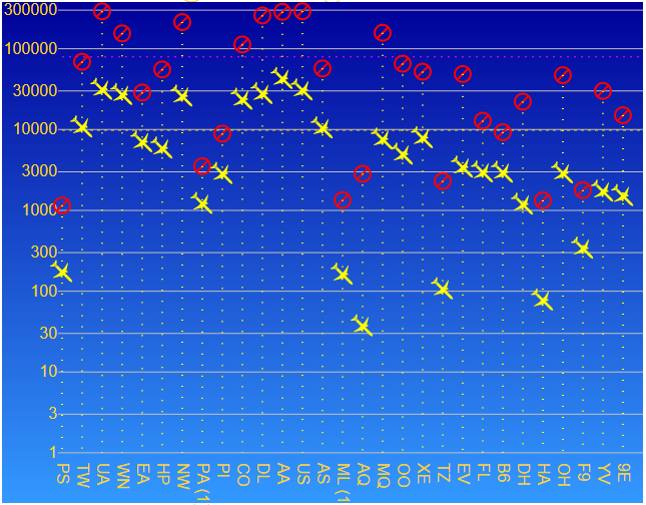 300000
100000
30000
10000
3000
1000
300
100
30
10
3
1
PS
TW
UA
WN
EA
HP
NW
PA (1
PI
CO
DL
AA
US
AS
ML (1
AQ
MQ
OO
XE
TZ
EV
FL
B6
DH
HA
OH
F9
YV
9E